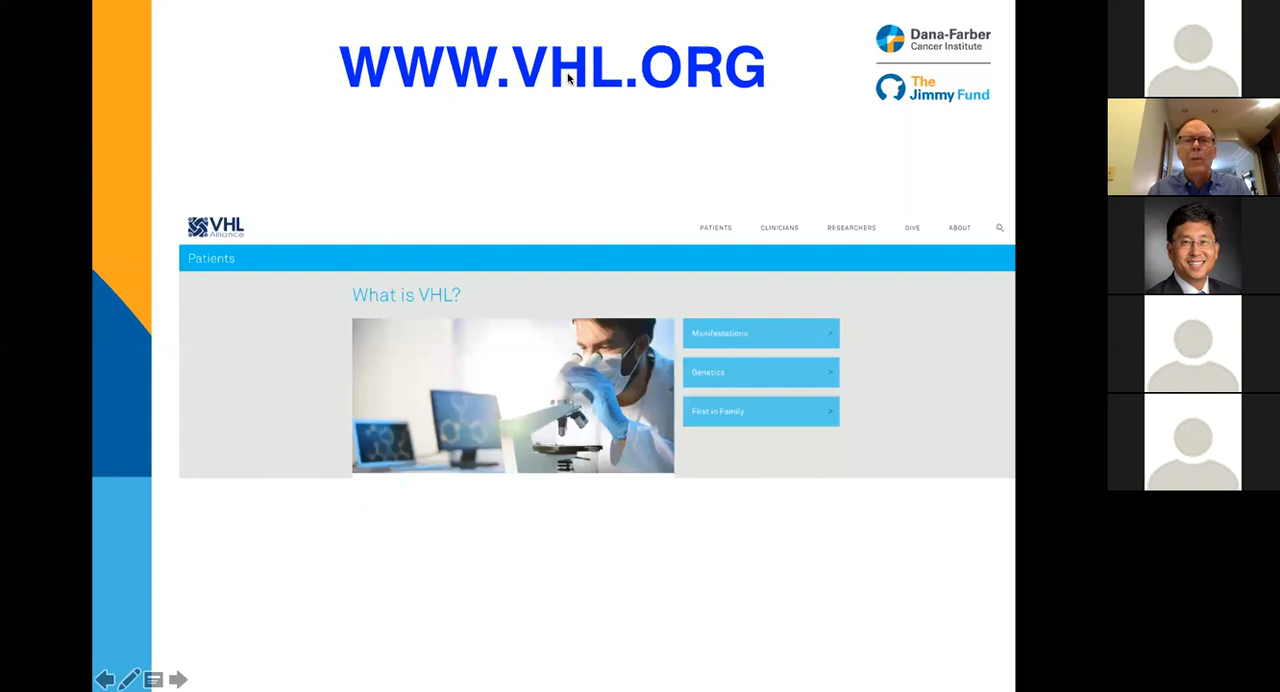 WWW.VHL.ORG
Dana-Farber
Cancer Institute
The
Jimmy Fund
VHL
Alliance
PATIENTS CLINICIANS RESEARCHERS GIVE ABOUT
Patients
What is VHL?
Manifestations >
Genetics >
First in Family >